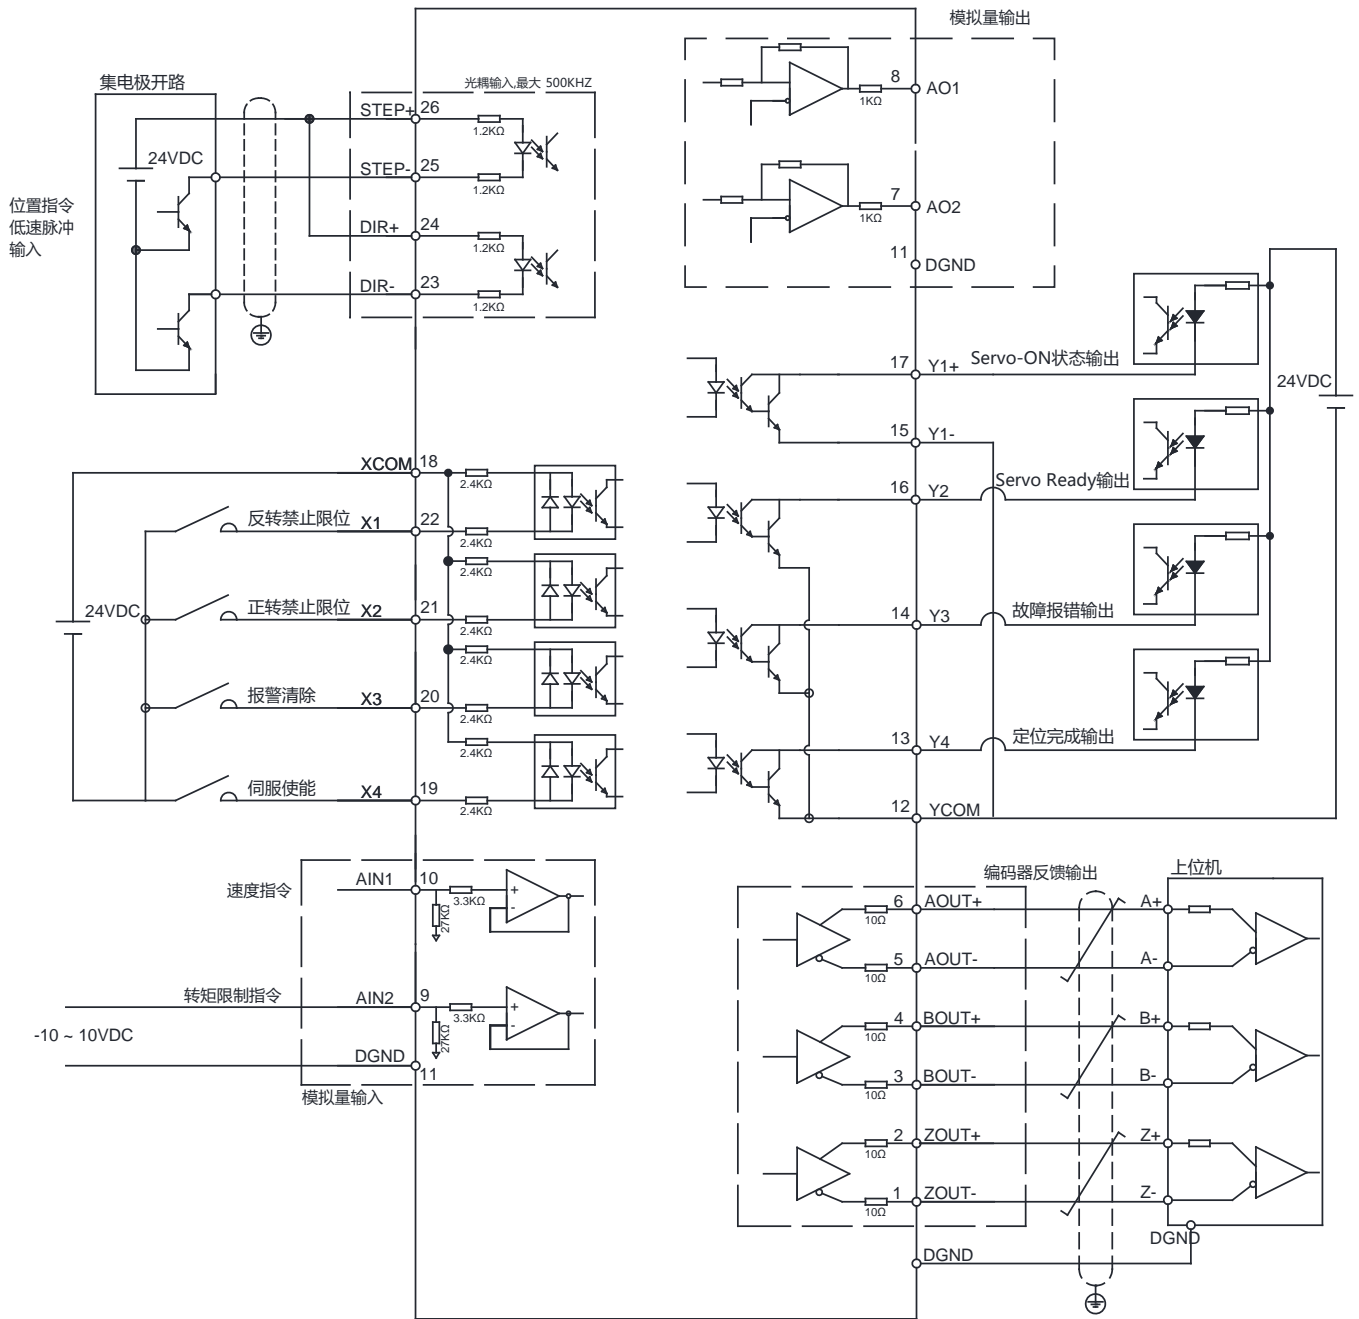 模拟量输出
集电极开路
光耦输入,最大 500KHZ
24VDC
位置指令
低速脉冲
输入
STEP+ 26
1.2KΩ
STEP- 25
1.2KΩ
DIR+ 24
1.2KΩ
DIR- 23
1.2KΩ
8 AO1
1KΩ
7 AO2
1KΩ
11 DGND
17 Y1+ Servo-ON状态输出
24VDC
15 Y1-
16 Y2 Servo Ready输出
14 Y3 故障报错输出
13 Y4 定位完成输出
12 YCOM
XCOM 18
2.4KΩ
反转禁止限位 X1 22
2.4KΩ
2.4KΩ
24VDC
正转禁止限位 X2 21
2.4KΩ
2.4KΩ
报警清除 X3 20
2.4KΩ
2.4KΩ
伺服使能 X4 19
2.4KΩ
速度指令 AIN1 10
3.3KΩ
27KΩ
+
-
转矩限制指令 AIN2 9
3.3KΩ
27KΩ
+
-
-10 ~ 10VDC
DGND
11
模拟量输入
编码器反馈输出
上位机
6 AOUT+ A+
10Ω
5 AOUT- A-
10Ω
4 BOUT+ B+
10Ω
3 BOUT- B-
10Ω
2 ZOUT+ Z+
10Ω
1 ZOUT- Z-
10Ω
DGND
DGND